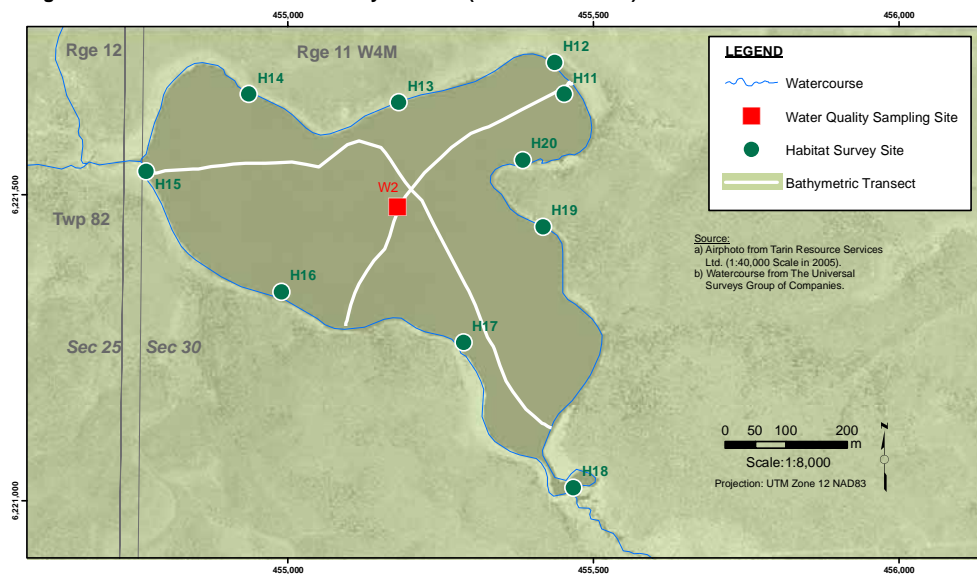 455,000
455,500
456,000
Rge 12
Rge 11 W4M
H12
H14
H13
H11
H20
H15
W2
6,221,500
Twp 82
H19
H16
H17
Sec 25
Sec 30
H18
6,221,000
LEGEND
Watercourse
Water Quality Sampling Site
Habitat Survey Site
Bathymetric Transect
Source:
a) Airphoto from Tarin Resource Services
Ltd. (1:40,000 Scale in 2005).
b) Watercourse from The Universal
Surveys Group of Companies.
0 50 100 200
m
Scale:1:8,000
Projection: UTM Zone 12 NAD83
N
455,000
455,500
456,000